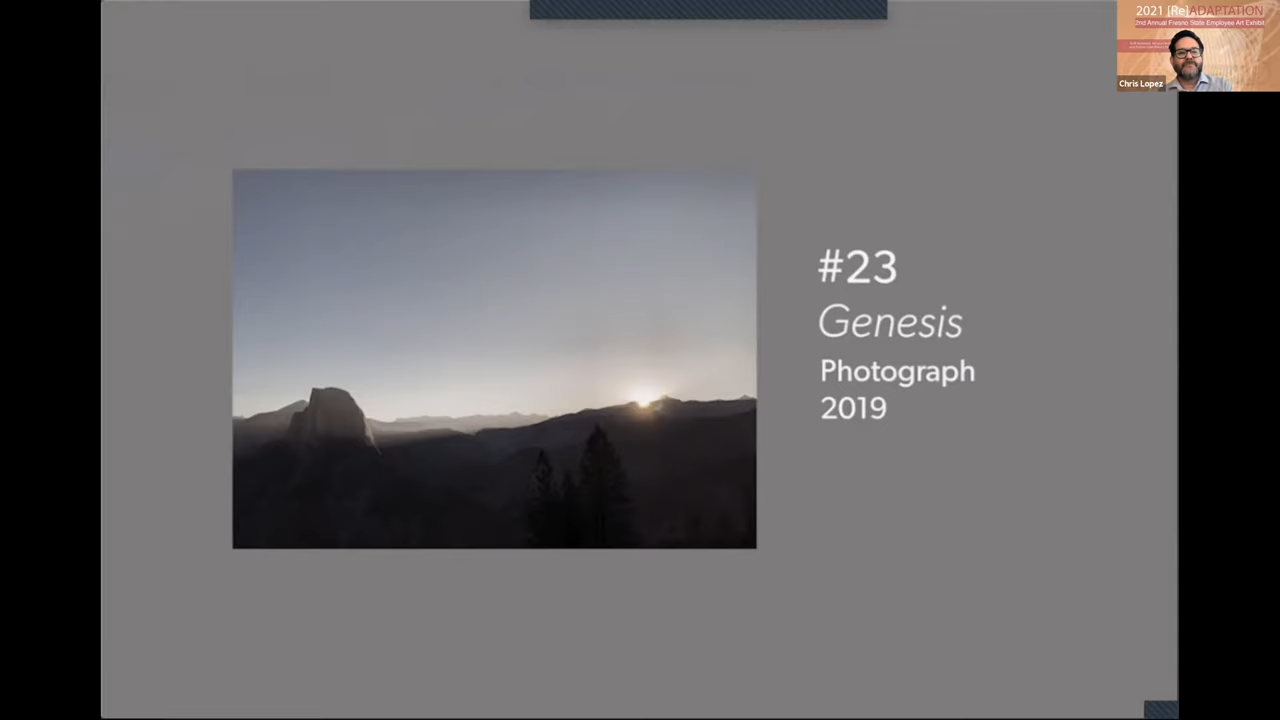 2021 [Re]ADAPTATION
2nd Annual Fresno State Employee Art Exhibit
Chris Lopez
#23
Genesis
Photograph
2019